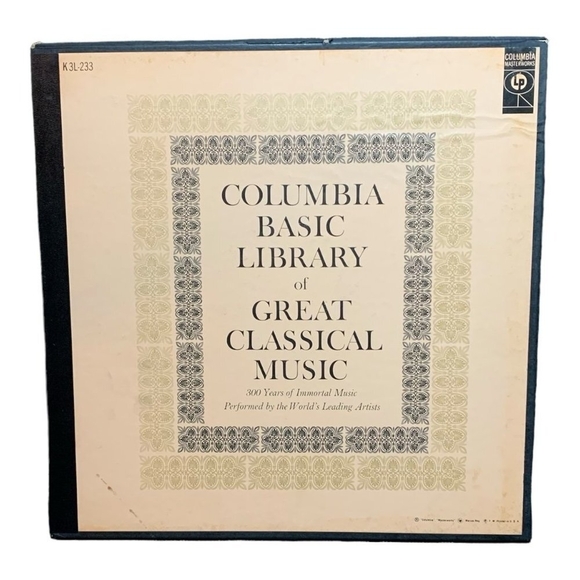 K3L-233
COLUMBIA
MASTERWORKS
LP
COLUMBIA
BASIC
LIBRARY
of
GREAT
CLASSICAL
MUSIC
300 Years of Immortal Music
Performed by the World's Leading Artists